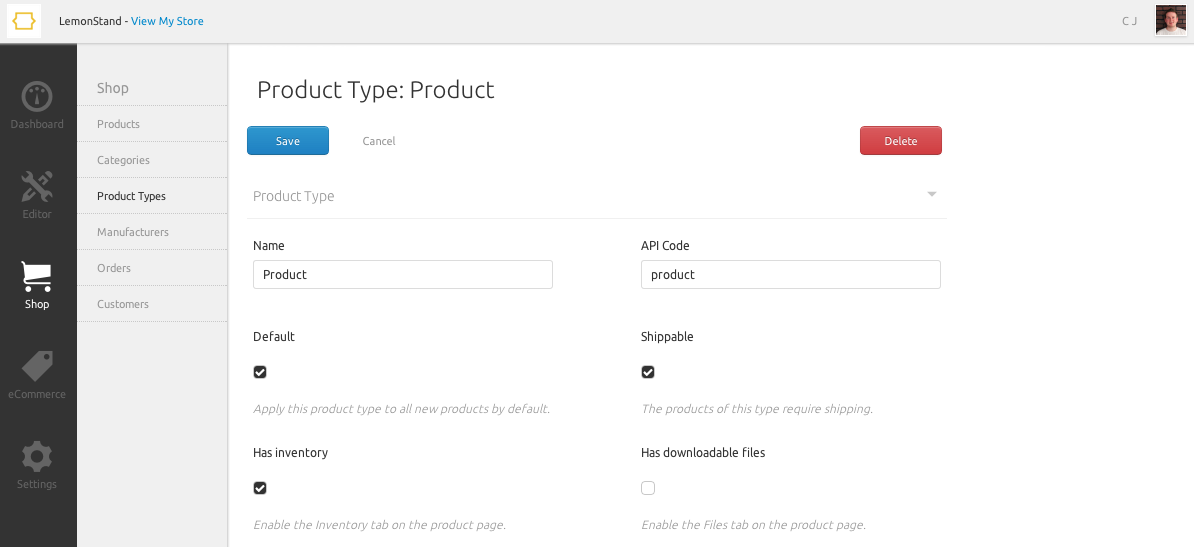 LemonStand - View My Store
C J
Dashboard
Editor
Shop
eCommerce
Settings
Shop
Products
Categories
Product Types
Manufacturers
Orders
Customers
Product Type: Product
Save
Cancel
Delete
Product Type
Name
API Code
Product
product
Default
Shippable
Apply this product type to all new products by default.
The products of this type require shipping.
Has inventory
Has downloadable files
Enable the Inventory tab on the product page.
Enable the Files tab on the product page.